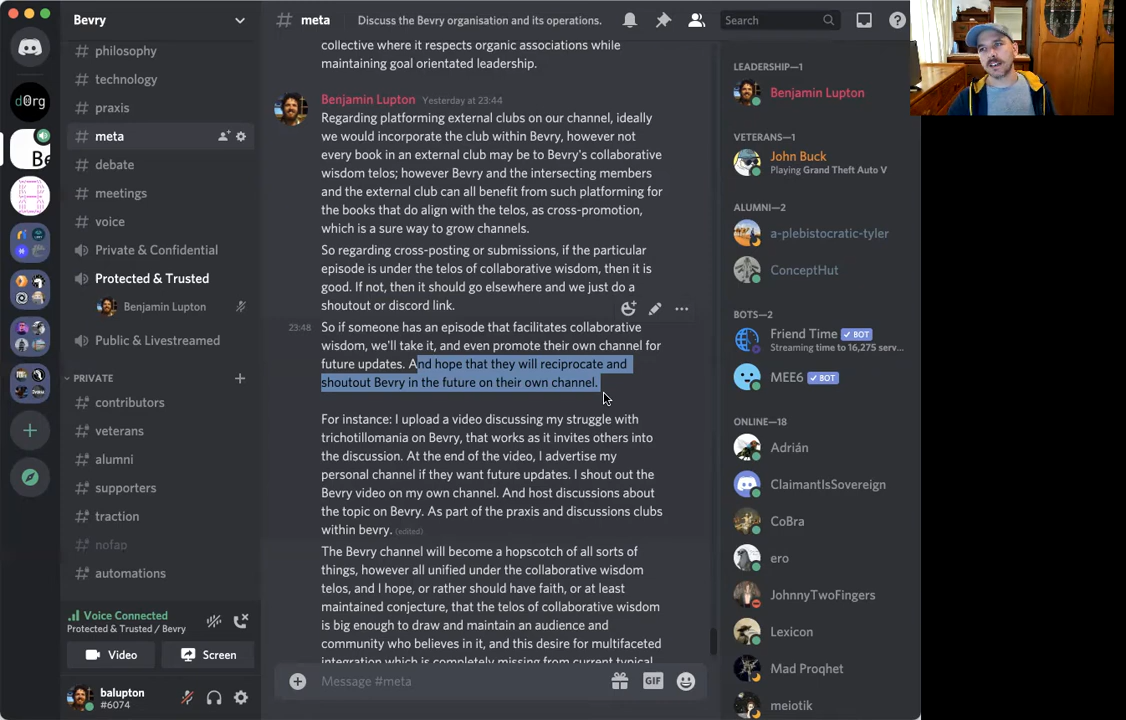 Bevry
meta
Discuss the Bevry organisation and its operations.
Search
philosophy
technology
praxis
meta
debate
meetings
voice
Private & Confidential
Protected & Trusted
Benjamin Lupton
Public & Livestreamed
PRIVATE
contributors
veterans
alumni
supporters
traction
nofap
automations
Voice Connected
Protected & Trusted / Bevry
Video
Screen
balupton
#6074
d0rg
Be
collective where it respects organic associations while
maintaining goal orientated leadership.
Benjamin Lupton Yesterday at 23:44
Regarding platforming external clubs on our channel, ideally
we would incorporate the club within Bevry, however not
every book in an external club may be to Bevry's collaborative
wisdom telos; however Bevry and the intersecting members
and the external club can all benefit from such platforming for
the books that do align with the telos, as cross-promotion,
which is a sure way to grow channels.
So regarding cross-posting or submissions, if the particular
episode is under the telos of collaborative wisdom, then it is
good. If not, then it should go elsewhere and we just do a
shoutout or discord link.
23:48 So if someone has an episode that facilitates collaborative
wisdom, we'll take it, and even promote their own channel for
future updates. And hope that they will reciprocate and
shoutout Bevry in the future on their own channel.
For instance: I upload a video discussing my struggle with
trichotillomania on Bevry, that works as it invites others into
the discussion. At the end of the video, I advertise my
personal channel if they want future updates. I shout out the
Bevry video on my own channel. And host discussions about
the topic on Bevry. As part of the praxis and discussions clubs
within bevry. (edited)
The Bevry channel will become a hopscotch of all sorts of
things, however all unified under the collaborative wisdom
telos, and I hope, or rather should have faith, or at least
maintained conjecture, that the telos of collaborative wisdom
is big enough to draw and maintain an audience and
community who believes in it, and this desire for multifaceted
integration which is completely missing from current typical
Message #meta
GIF
LEADERSHIP—1
Benjamin Lupton
VETERANS—1
John Buck
Playing Grand Theft Auto V
ALUMNI—2
a-plebistocratic-tyler
ConceptHut
BOTS—2
Friend Time BOT
Streaming time to 16,275 serv...
MEE6 BOT
ONLINE—18
Adrián
ClaimantIsSovereign
CoBra
ero
JohnnyTwoFingers
Lexicon
Mad Proqhet
meiotik